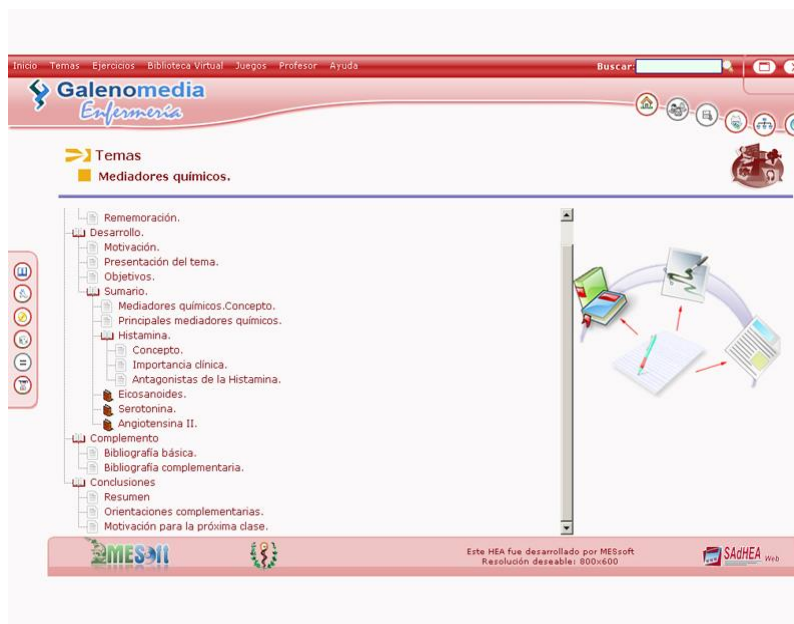 Inicio Temas Ejercicios Biblioteca Virtual Juegos Profesor Ayuda Buscar:
Galenomedia
Enfermería
Temas
Mediadores químicos.
Rememoración.
Desarrollo.
Motivación.
Presentación del tema.
Objetivos.
Sumario.
Mediadores químicos.Concepto.
Principales mediadores químicos.
Histamina.
Concepto.
Importancia clínica.
Antagonistas de la Histamina.
Eicosanoides.
Serotonina.
Angiotensina II.
Complemento
Bibliografía básica.
Bibliografía complementaria.
Conclusiones
Resumen
Orientaciones complementarias.
Motivación para la próxima clase.
MESoft
Este HEA fue desarrollado por MESsoft
Resolución deseable: 800x600
SAdHEA Web